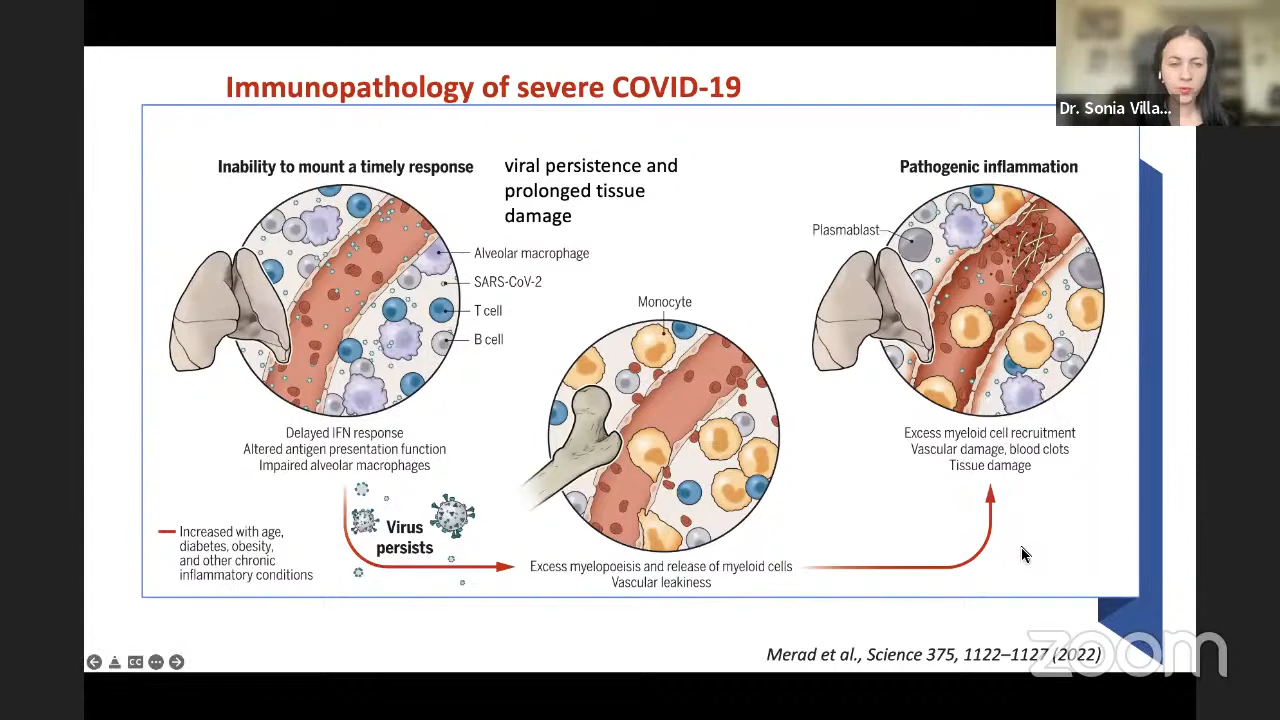 Immunopathology of severe COVID-19
Dr. Sonia Villa...
Inability to mount a timely response
viral persistence and
prolonged tissue
damage
Pathogenic inflammation
Plasmablast
Alveolar macrophage
SARS-CoV-2
T cell
B cell
Monocyte
Delayed IFN response
Altered antigen presentation function
Impaired alveolar macrophages
Excess myeloid cell recruitment
Vascular damage, blood clots
Tissue damage
Increased with age,
diabetes, obesity,
and other chronic
inflammatory conditions
Virus
persists
Excess myelopoeisis and release of myeloid cells
Vascular leakiness
Merad et al., Science 375, 1122–1127 (2022)
zoom
CC